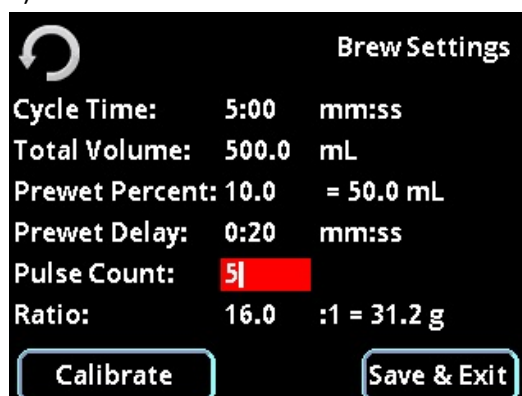 Brew Settings
Cycle Time: 5:00 mm:ss
Total Volume: 500.0 mL
Prewet Percent: 10.0 = 50.0 mL
Prewet Delay: 0:20 mm:ss
Pulse Count: 5
Ratio: 16.0 :1 = 31.2 g
Calibrate Save & Exit